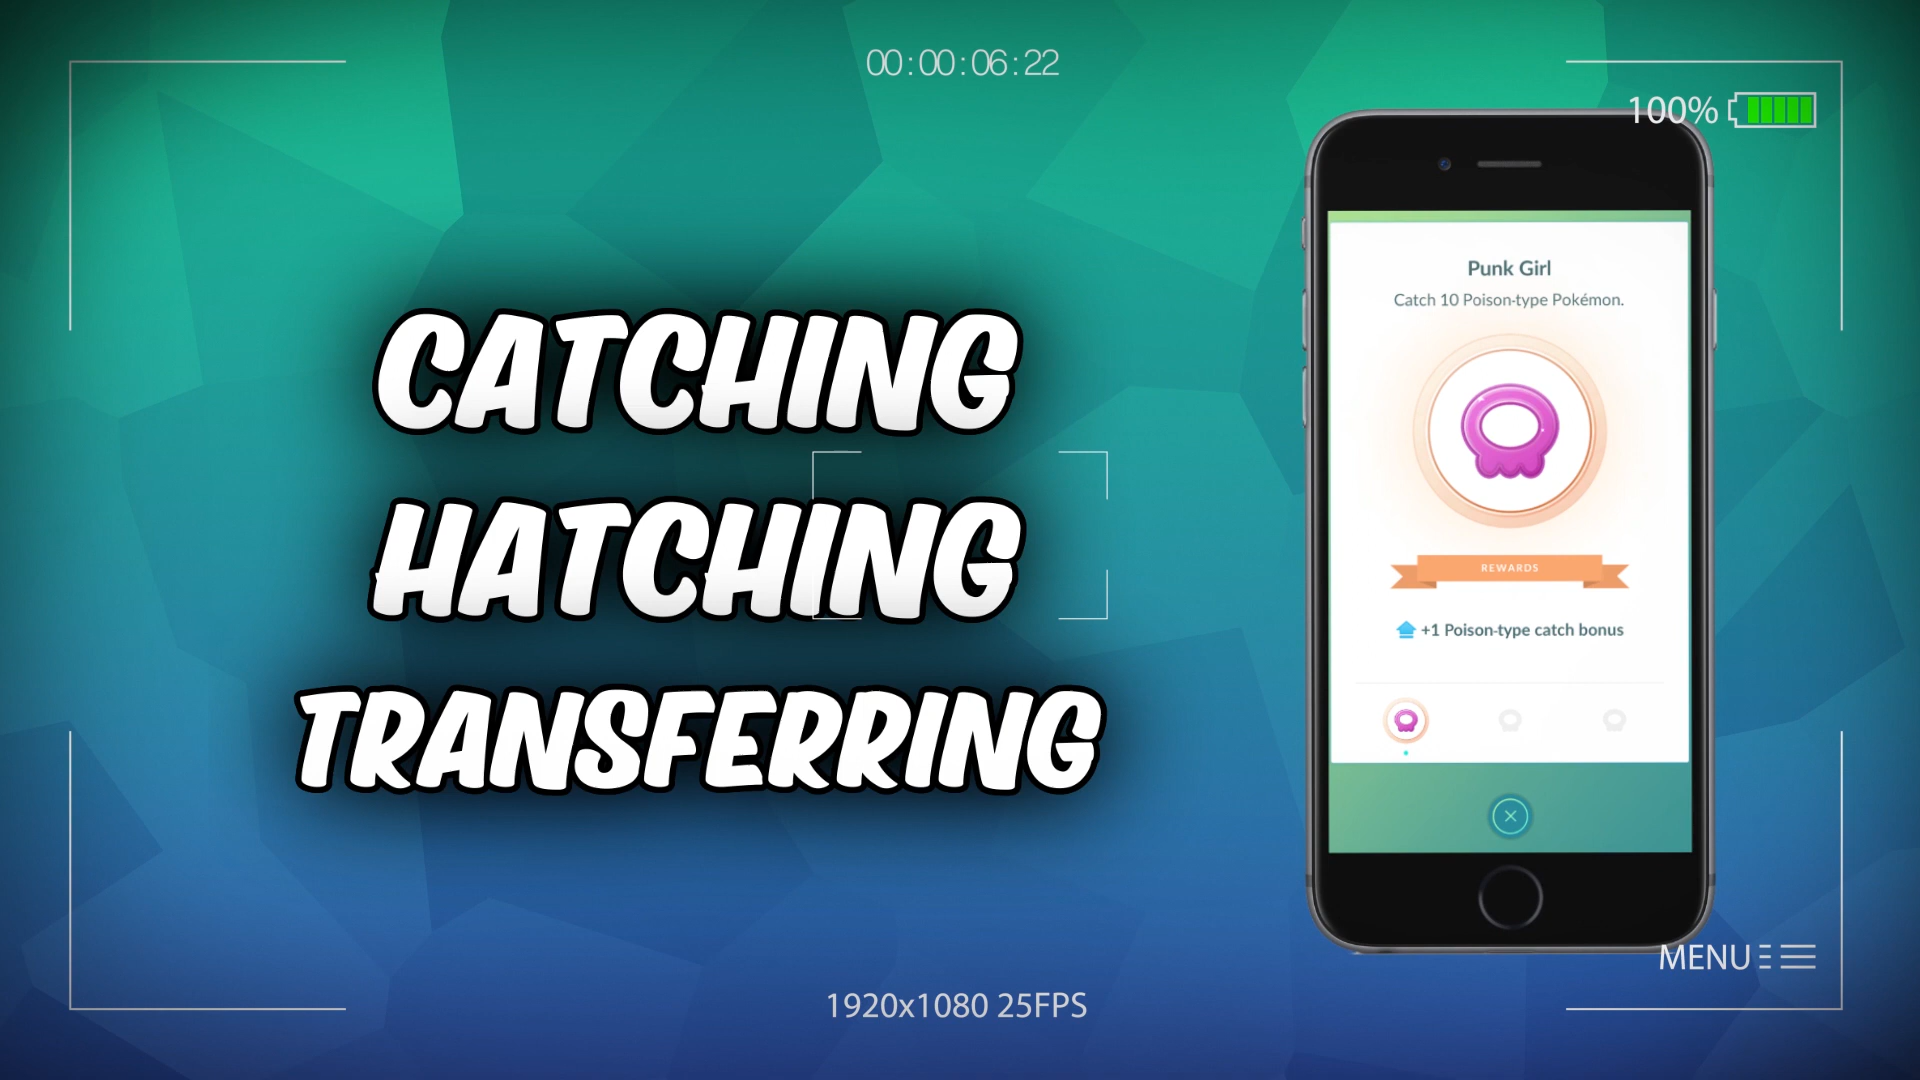 00:00:06:22
100%
CATCHING
HATCHING
TRANSFERRING
Punk Girl
Catch 10 Poison-type Pokémon.
REWARDS
+1 Poison-type catch bonus
MENU
1920x1080 25FPS